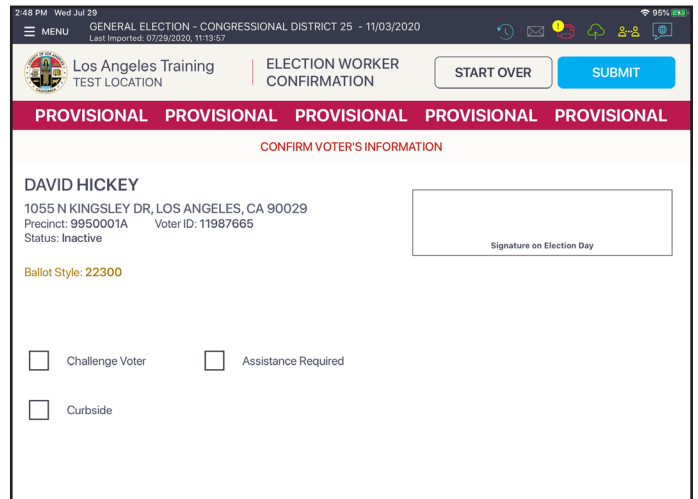 2:48 PM Wed Jul 29 95%
MENU GENERAL ELECTION - CONGRESSIONAL DISTRICT 25 - 11/03/2020
Last Imported: 07/29/2020, 11:13:57
Los Angeles Training
TEST LOCATION
ELECTION WORKER
CONFIRMATION
START OVER
SUBMIT
PROVISIONAL PROVISIONAL PROVISIONAL PROVISIONAL PROVISIONAL
CONFIRM VOTER'S INFORMATION
DAVID HICKEY
1055 N KINGSLEY DR, LOS ANGELES, CA 90029
Precinct: 9950001A Voter ID: 11987665
Status: Inactive
Signature on Election Day
Ballot Style: 22300
Challenge Voter
Assistance Required
Curbside